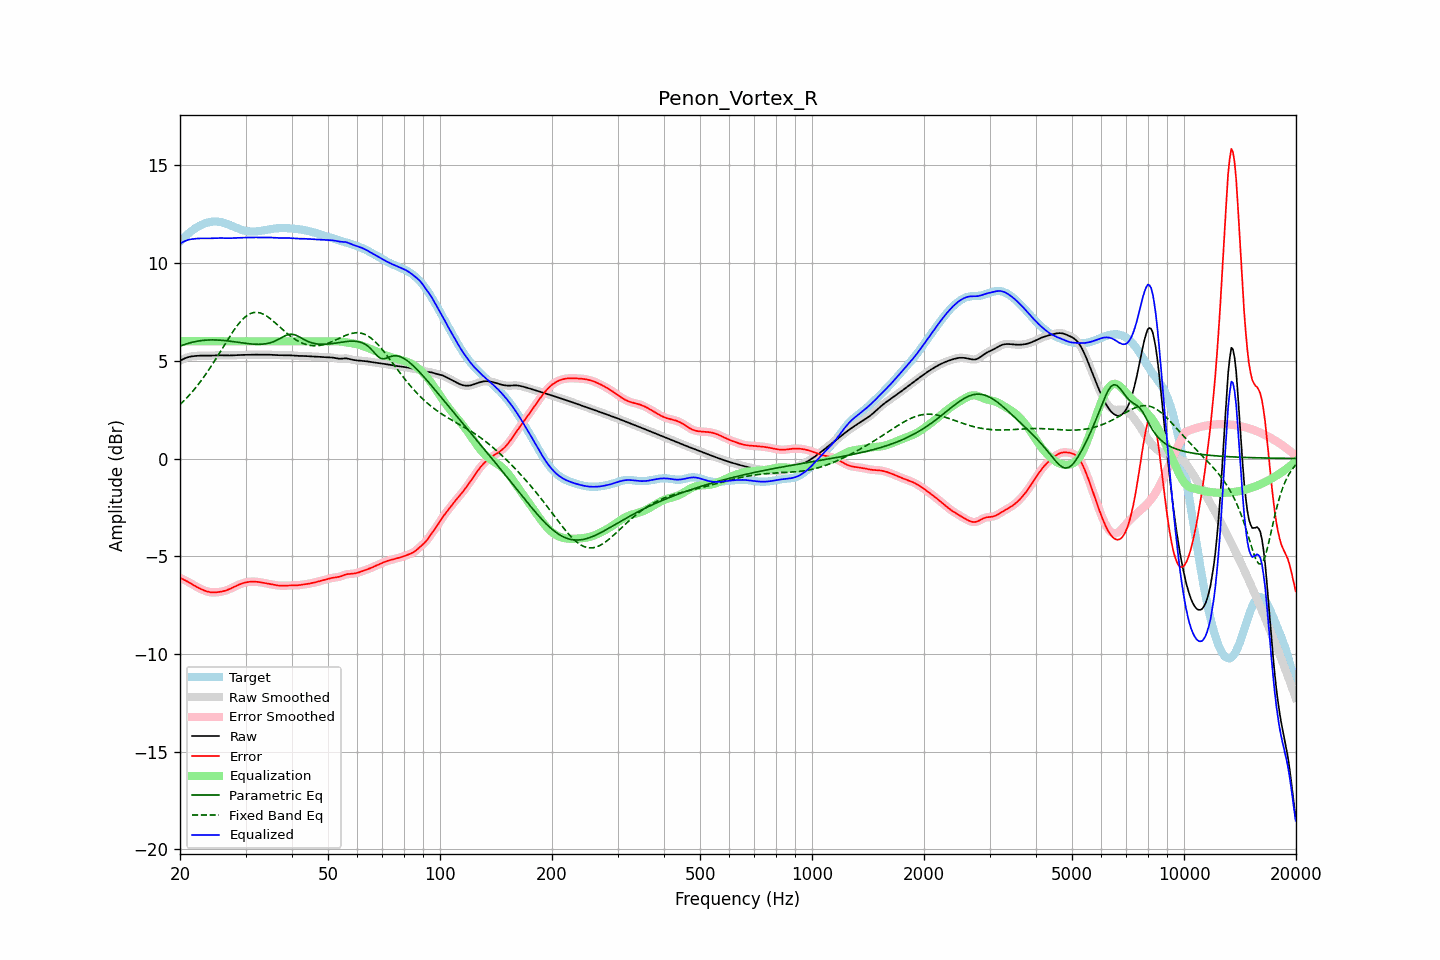 Penon_Vortex_R
Amplitude (dBr)
15
10
5
0
−5
−10
−15
−20
Target
Raw Smoothed
Error Smoothed
Raw
Error
Equalization
Parametric Eq
Fixed Band Eq
Equalized
20 50 100 200 500 1000 2000 5000 10000 20000
Frequency (Hz)